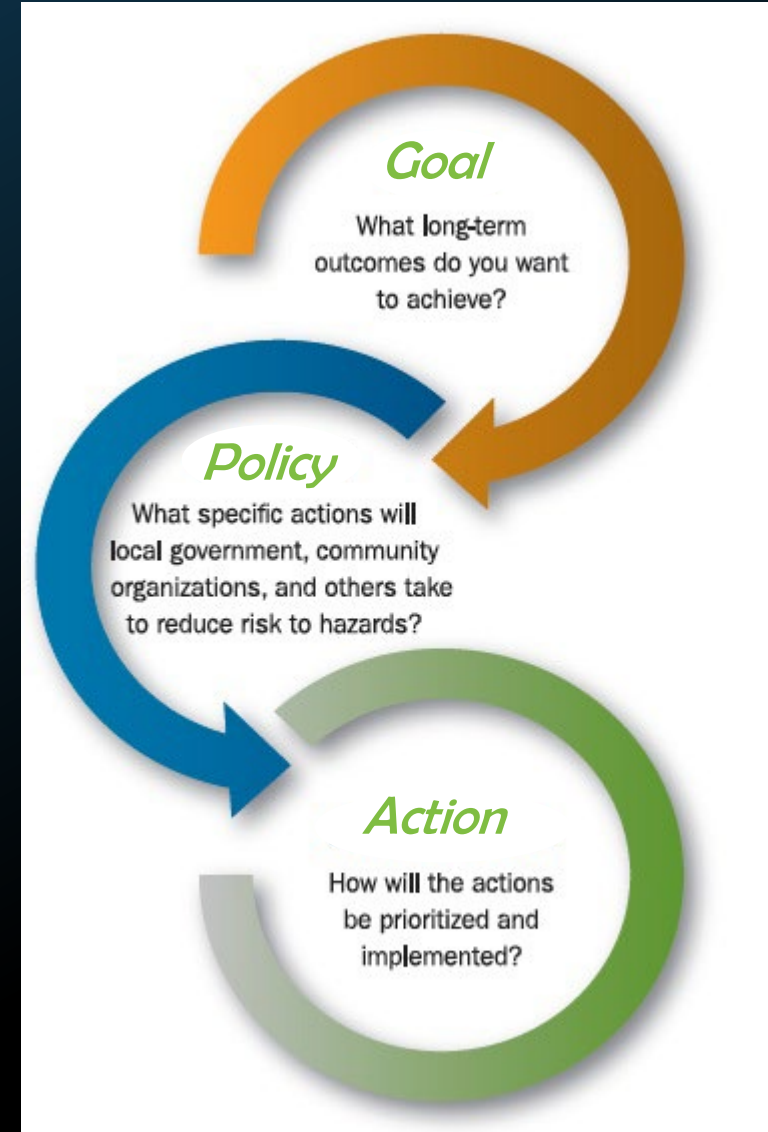 Goal
What long-term
outcomes do you want
to achieve?
Policy
What specific actions will
local government, community
organizations, and others take
to reduce risk to hazards?
Action
How will the actions
be prioritized and
implemented?